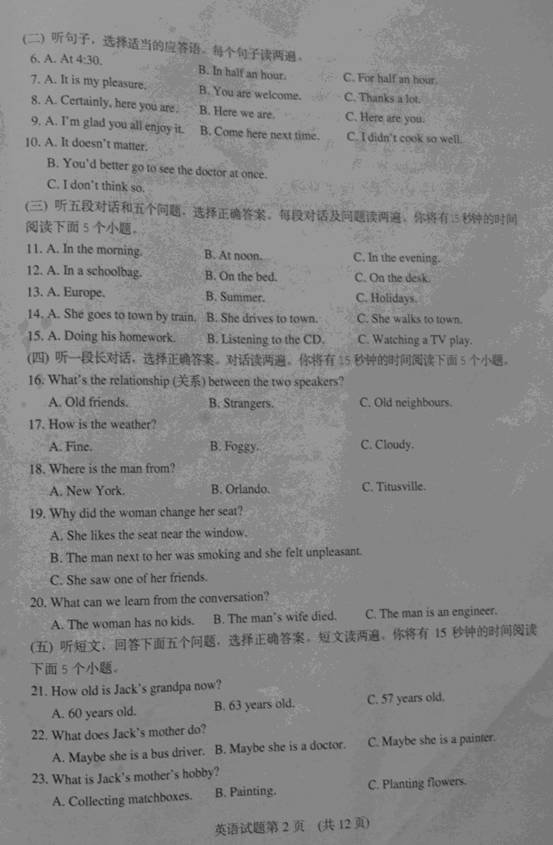 (二) 听句子，选择适当的应答语。每个句子读两遍。
6. A. At 4:30. B. In half an hour. C. For half an hour.
7. A. It is my pleasure. B. You are welcome. C. Thanks a lot.
8. A. Certainly, here you are. B. Here we are. C. Here are you.
9. A. I'm glad you all enjoy it. B. Come here next time. C. I didn't cook so well.
10. A. It doesn't matter.
B. You'd better go to see the doctor at once.
C. I don't think so.
(三) 听五段对话和五个问题，选择正确答案。每段对话及问题读两遍。你将有15秒钟的时间
阅读下面 5 个小题。
11. A. In the morning. B. At noon. C. In the evening.
12. A. In a schoolbag. B. On the bed. C. On the desk.
13. A. Europe. B. Summer. C. Holidays.
14. A. She goes to town by train. B. She drives to town. C. She walks to town.
15. A. Doing his homework. B. Listening to the CD. C. Watching a TV play.
(四) 听一段长对话，选择正确答案。对话读两遍。你将有 15 秒钟的时间阅读下面 5 个小题。
16. What's the relationship (关系) between the two speakers?
A. Old friends. B. Strangers. C. Old neighbours.
17. How is the weather?
A. Fine. B. Foggy. C. Cloudy.
18. Where is the man from?
A. New York. B. Orlando. C. Titusville.
19. Why did the woman change her seat?
A. She likes the seat near the window.
B. The man next to her was smoking and she felt unpleasant.
C. She saw one of her friends.
20. What can we learn from the conversation?
A. The woman has no kids. B. The man's wife died. C. The man is an engineer.
(五) 听短文，回答下面五个问题，选择正确答案。短文读两遍。你将有 15 秒钟的时间阅读
下面 5 个小题。
21. How old is Jack's grandpa now?
A. 60 years old. B. 63 years old. C. 57 years old.
22. What does Jack's mother do?
A. Maybe she is a bus driver. B. Maybe she is a doctor. C. Maybe she is a painter.
23. What is Jack's mother's hobby?
A. Collecting matchboxes. B. Painting. C. Planting flowers.
英语试题第 2 页 (共 12 页)